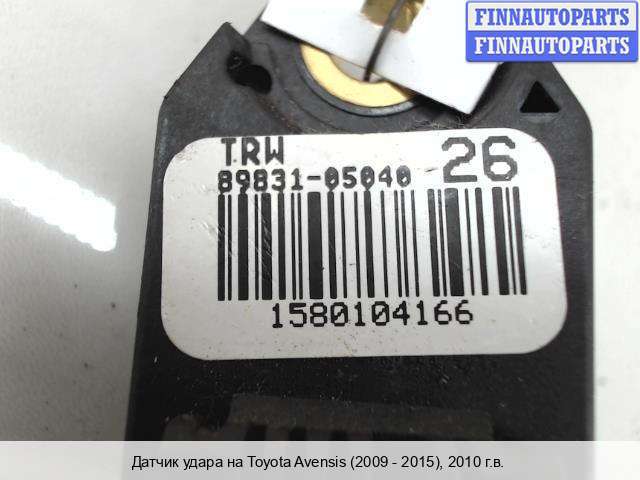 FINNAUTOPARTS
FINNAUTOPARTS
TRW
89831-05040 26
1580104166
Датчик удара на Toyota Avensis (2009 - 2015), 2010 г.в.